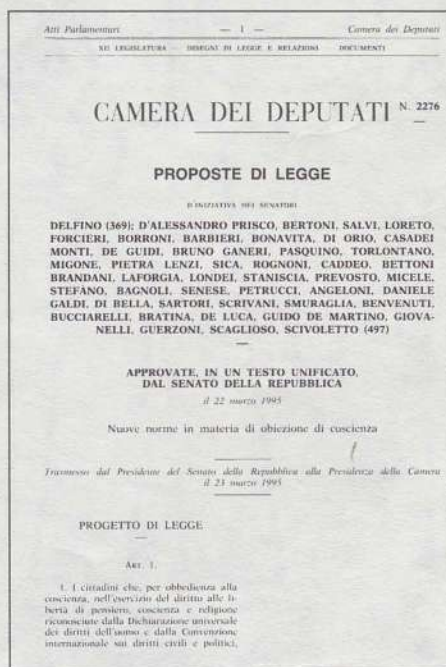 Atti Parlamentari — 1 — Camera dei Deputati
XII LEGISLATURA - DISEGNI DI LEGGE E RELAZIONI DOCUMENTI
CAMERA DEI DEPUTATI N. 2276
PROPOSTE DI LEGGE
D'INIZIATIVA DEI SENATORI
DELFINO (369); D'ALESSANDRO PRISCO, BERTONI, SALVI, LORETO,
FORCIERI, BORRONI, BARBIERI, BONAVITA, DI ORIO, CASADEI
MONTI, DE GUIDI, BRUNO GANERI, PASQUINO, TORLONTANO,
MIGONE, PIETRA LENZI, SICA, ROGNONI, CADDEO, BETTONI
BRANDANI, LAFORGIA, LONDEI, STANISCIA, PREVOSTO, MICELE,
STEFANO, BAGNOLI, SENESE, PETRUCCI, ANGELONI, DANIELE
GALDI, DI BELLA, SARTORI, SCRIVANI, SMURAGLIA, BENVENUTI,
BUCCIARELLI, BRATINA, DE LUCA, GUIDO DE MARTINO, GIOVA-
NELLI, GUERZONI, SCAGLIOSO, SCIVOLETTO (497)
APPROVATE, IN UN TESTO UNIFICATO,
DAL SENATO DELLA REPUBBLICA
il 22 marzo 1995
Nuove norme in materia di obiezione di coscienza
Trasmesso dal Presidente del Senato della Repubblica alla Presidenza della Camera
il 23 marzo 1995
PROGETTO DI LEGGE
ART. 1.
1. I cittadini che, per obbedienza alla
coscienza, nell'esercizio del diritto alle li-
bertà di pensiero, coscienza e religione
riconosciute dalla Dichiarazione universale
dei diritti dell'uomo e dalla Convenzione
internazionale sui diritti civili e politici,